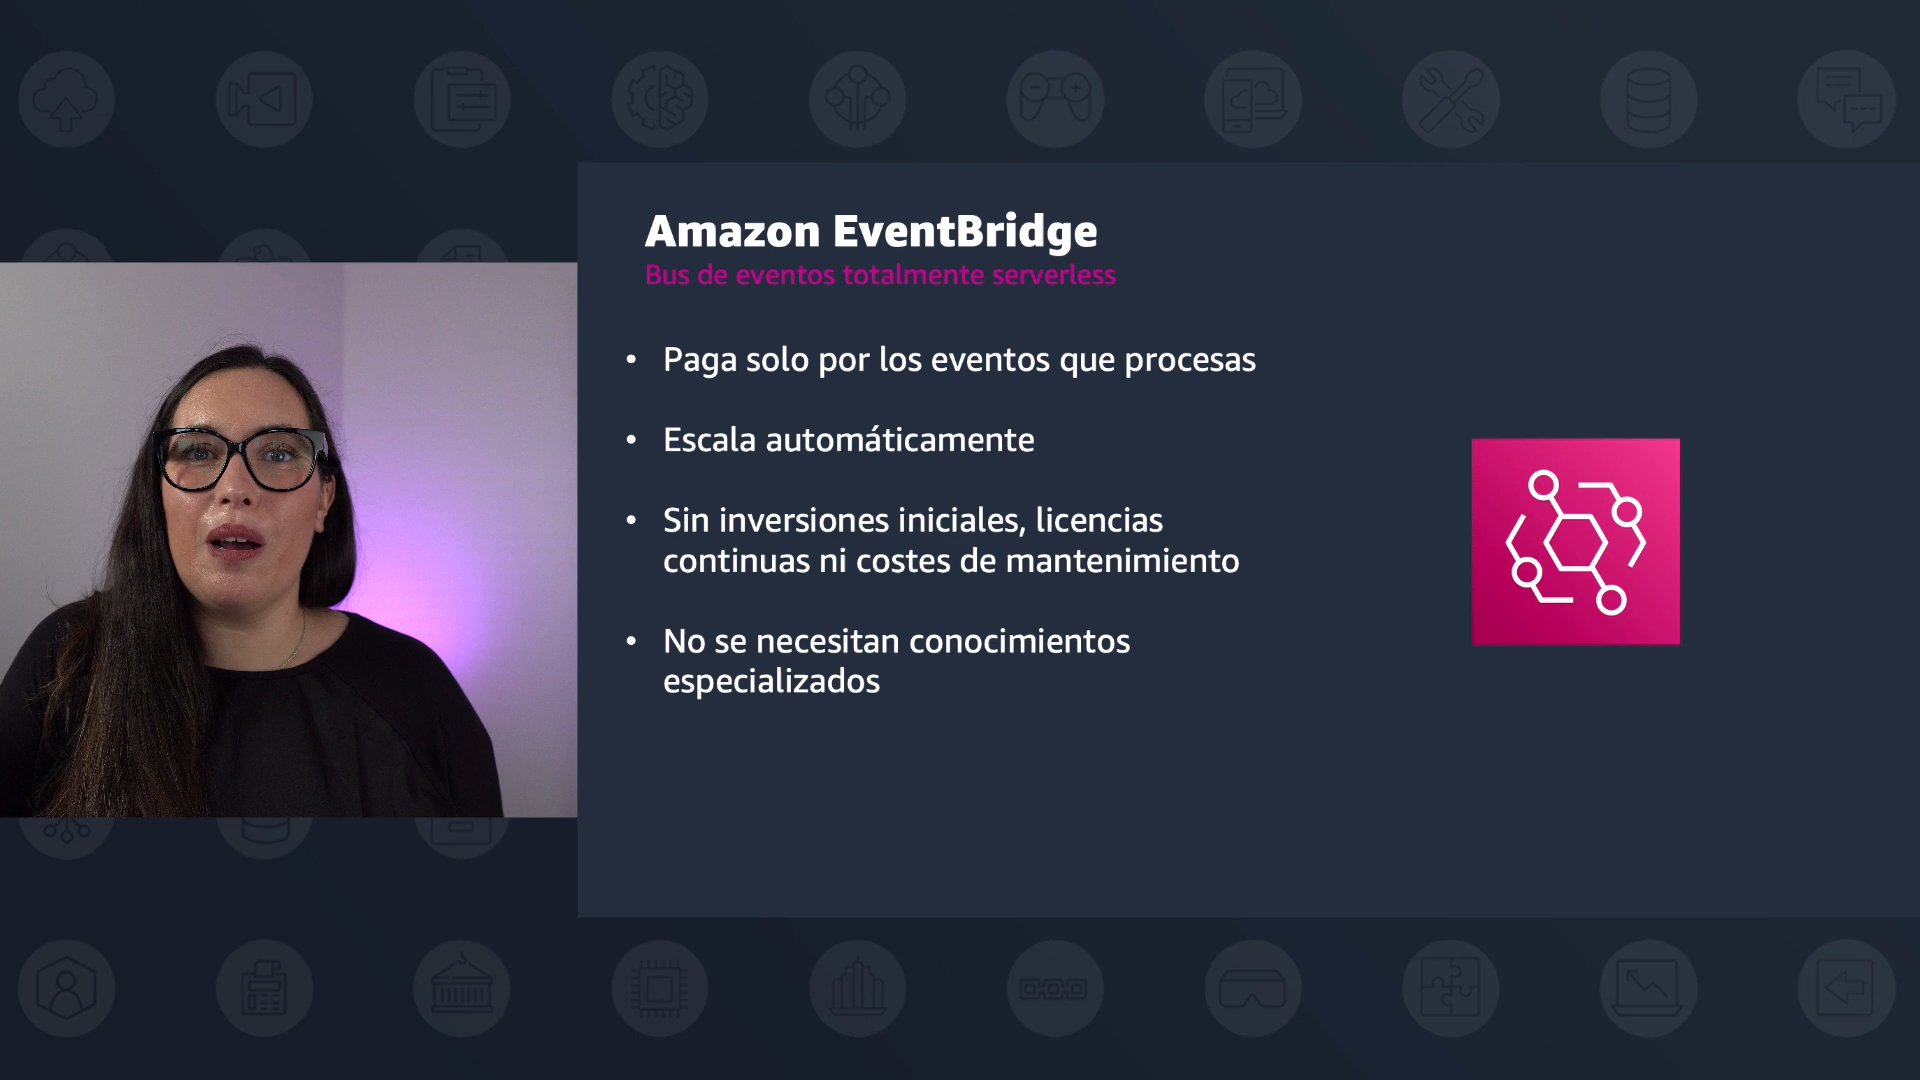 Amazon EventBridge
Bus de eventos totalmente serverless
• Paga solo por los eventos que procesas
• Escala automáticamente
• Sin inversiones iniciales, licencias
continuas ni costes de mantenimiento
• No se necesitan conocimientos
especializados